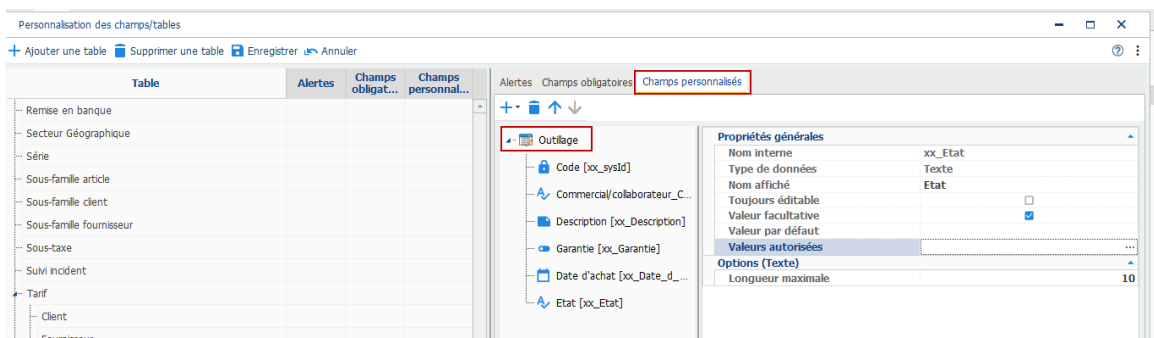 Personnalisation des champs/tables
Ajouter une table Supprimer une table Enregistrer Annuler
Table Alertes Champs obligat... Champs personnal...
Remise en banque
Secteur Géographique
Série
Sous-famille article
Sous-famille client
Sous-famille fournisseur
Sous-taxe
Suivi incident
Tarif
Client
Alertes Champs obligatoires Champs personnalisés
Outillage
Code [xx_sysId]
Commercial/collaborateur_C...
Description [xx_Description]
Garantie [xx_Garantie]
Date d'achat [xx_Date_d_...
Etat [xx_Etat]
Propriétés générales
Nom interne xx_Etat
Type de données Texte
Nom affiché Etat
Toujours éditable
Valeur facultative
Valeur par défaut
Valeurs autorisées ...
Options (Texte)
Longueur maximale 10